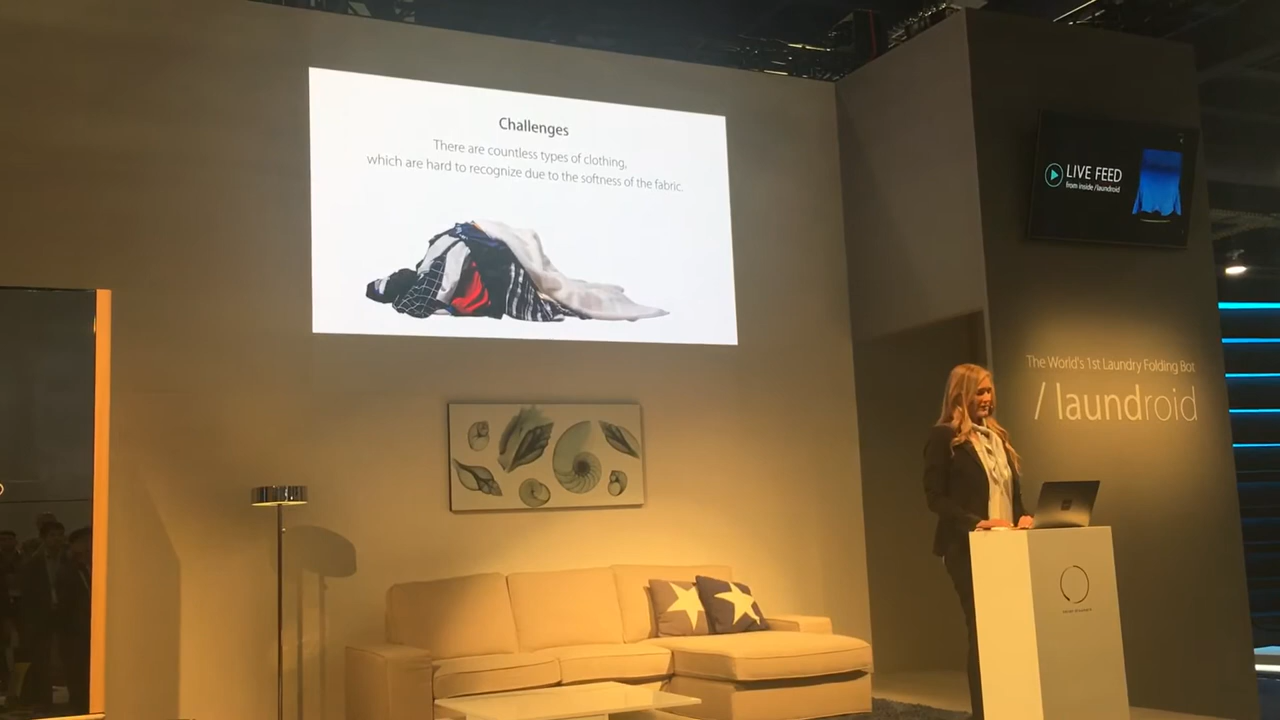 Challenges
There are countless types of clothing,
which are hard to recognize due to the softness of the fabric.
LIVE FEED
from inside /laundroid
The World's 1st Laundry Folding Bot
/ laundroid